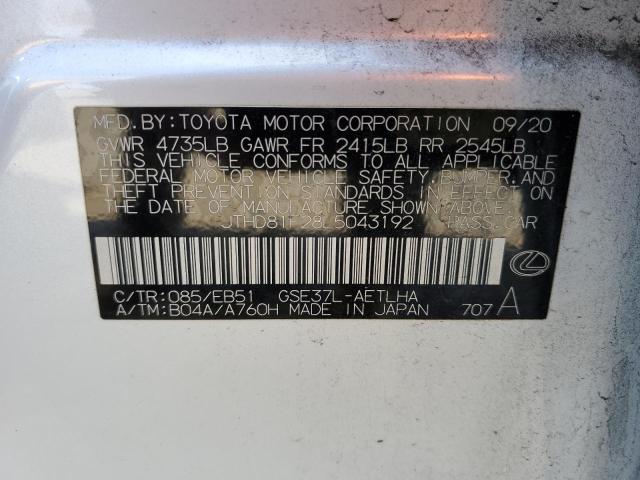 MFD.BY:TOYOTA MOTOR CORPORATION 09/20
GVWR 4735LB GAWR FR 2415LB RR 2545LB
THIS VEHICLE CONFORMS TO ALL APPLICABLE
FEDERAL MOTOR VEHICLE SAFETY, BUMPER, AND
THEFT PREVENTION STANDARDS IN EFFECT ON
THE DATE OF MANUFACTURE SHOWN ABOVE.
JTHD81F28L5043192 PASS.CAR
C/TR:085/EB51 GSE37L-AETLHA
A/TM:B04A/A760H MADE IN JAPAN 707 A